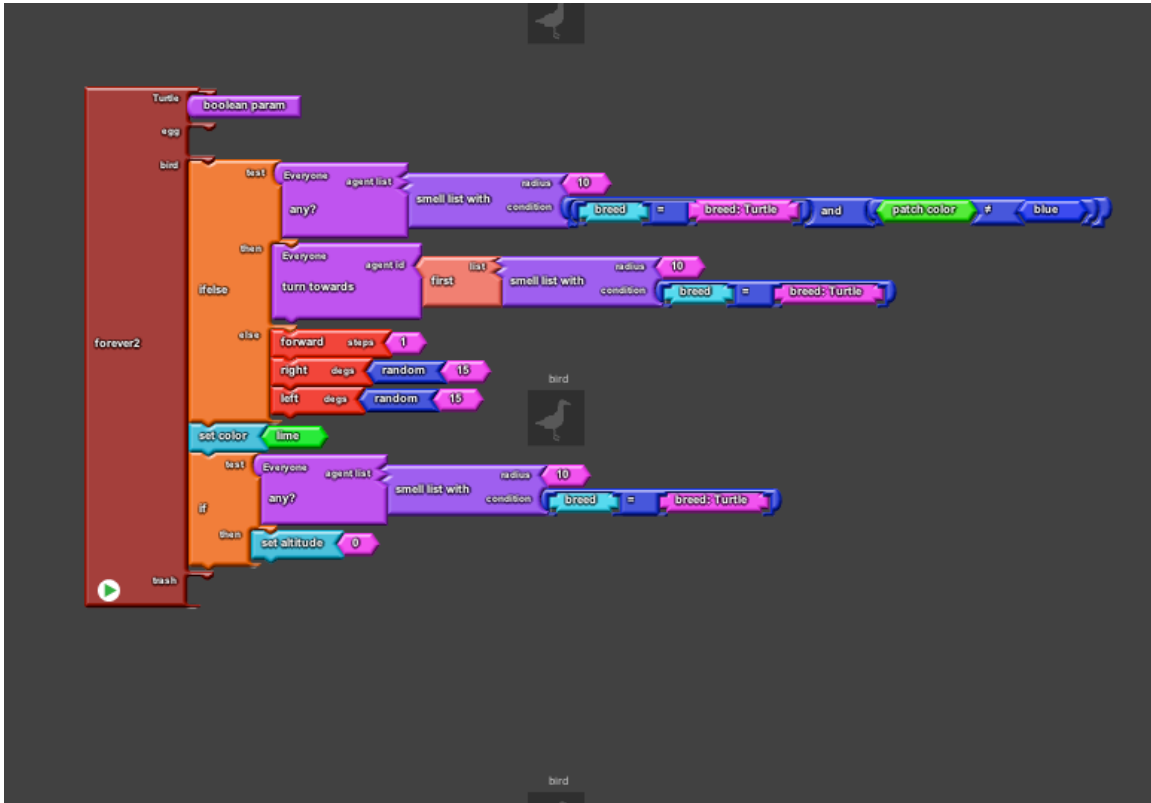 Turtle boolean param
egg
bird
test Everyone agent list any? smell list with radius 10
condition breed = breed: Turtle and patch color ≠ blue
then Everyone agent id turn towards first list smell list with radius 10
condition breed = breed: Turtle
ifelse
else forward steps 1
forever2
right degs random 15
bird
left degs random 15
set color lime
test Everyone agent list any? smell list with radius 10
condition breed = breed: Turtle
if
then set altitude 0
trash
bird